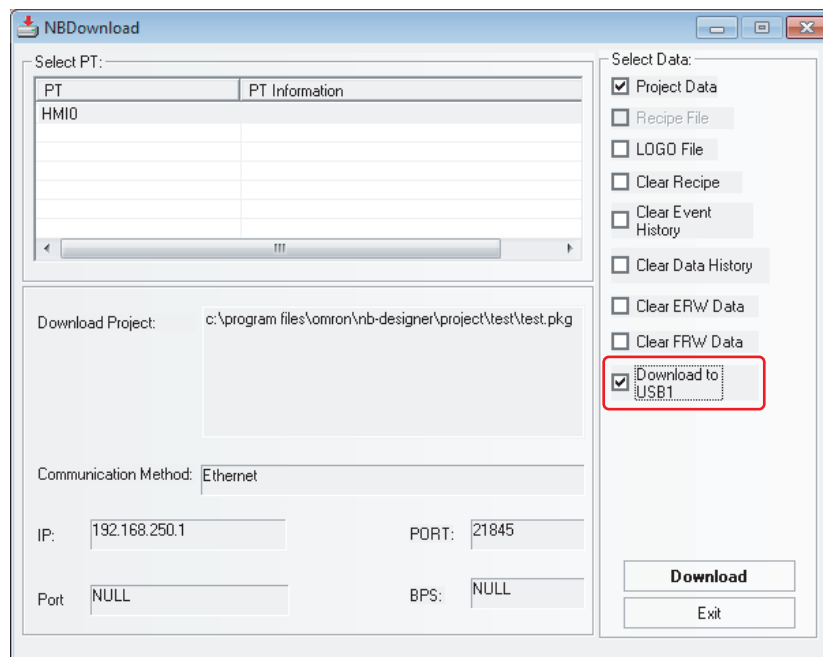 NBDownload
Select PT:
PT PT Information
HMI0
Download Project: c:\program files\omron\nb-designer\project\test\test.pkg
Communication Method: Ethernet
IP: 192.168.250.1 PORT: 21845
Port NULL BPS: NULL
Select Data:
Project Data
Recipe File
LOGO File
Clear Recipe
Clear Event
History
Clear Data History
Clear ERW Data
Clear FRW Data
Download to
USB1
Download
Exit